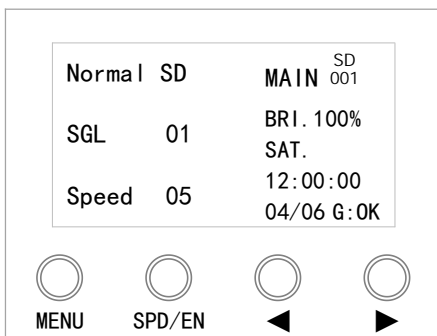 Normal SD
SGL 01
Speed 05
MAIN SD 001
BRI.100%
SAT.
12:00:00
04/06 G:OK
MENU SPD/EN ◀ ▶